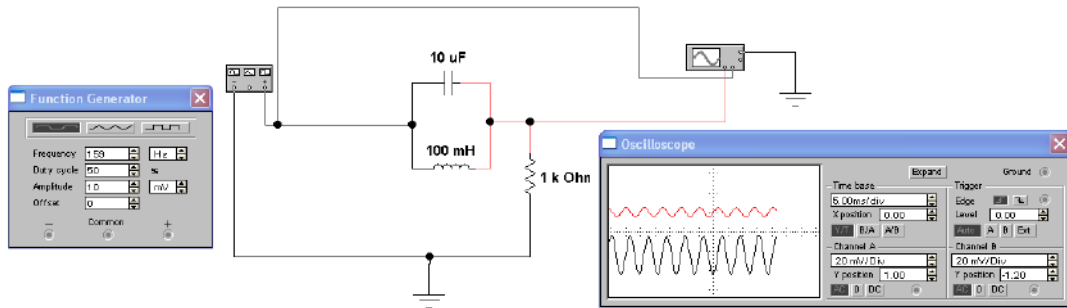 10 uF
100 mH
1 k Ohm
Function Generator
Frequency 159 Hz
Duty cycle 50 %
Amplitude 10 mV
Offset 0
− Common +
Oscilloscope
Expand
Ground
Time base
5.00ms/div
X position 0.00
Y/T B/A A/B
Trigger
Edge
Level 0.00
Auto A B Ext
Channel A
20 mV/Div
Y position 1.00
AC 0 DC
Channel B
20 mV/Div
Y position -1.20
AC 0 DC